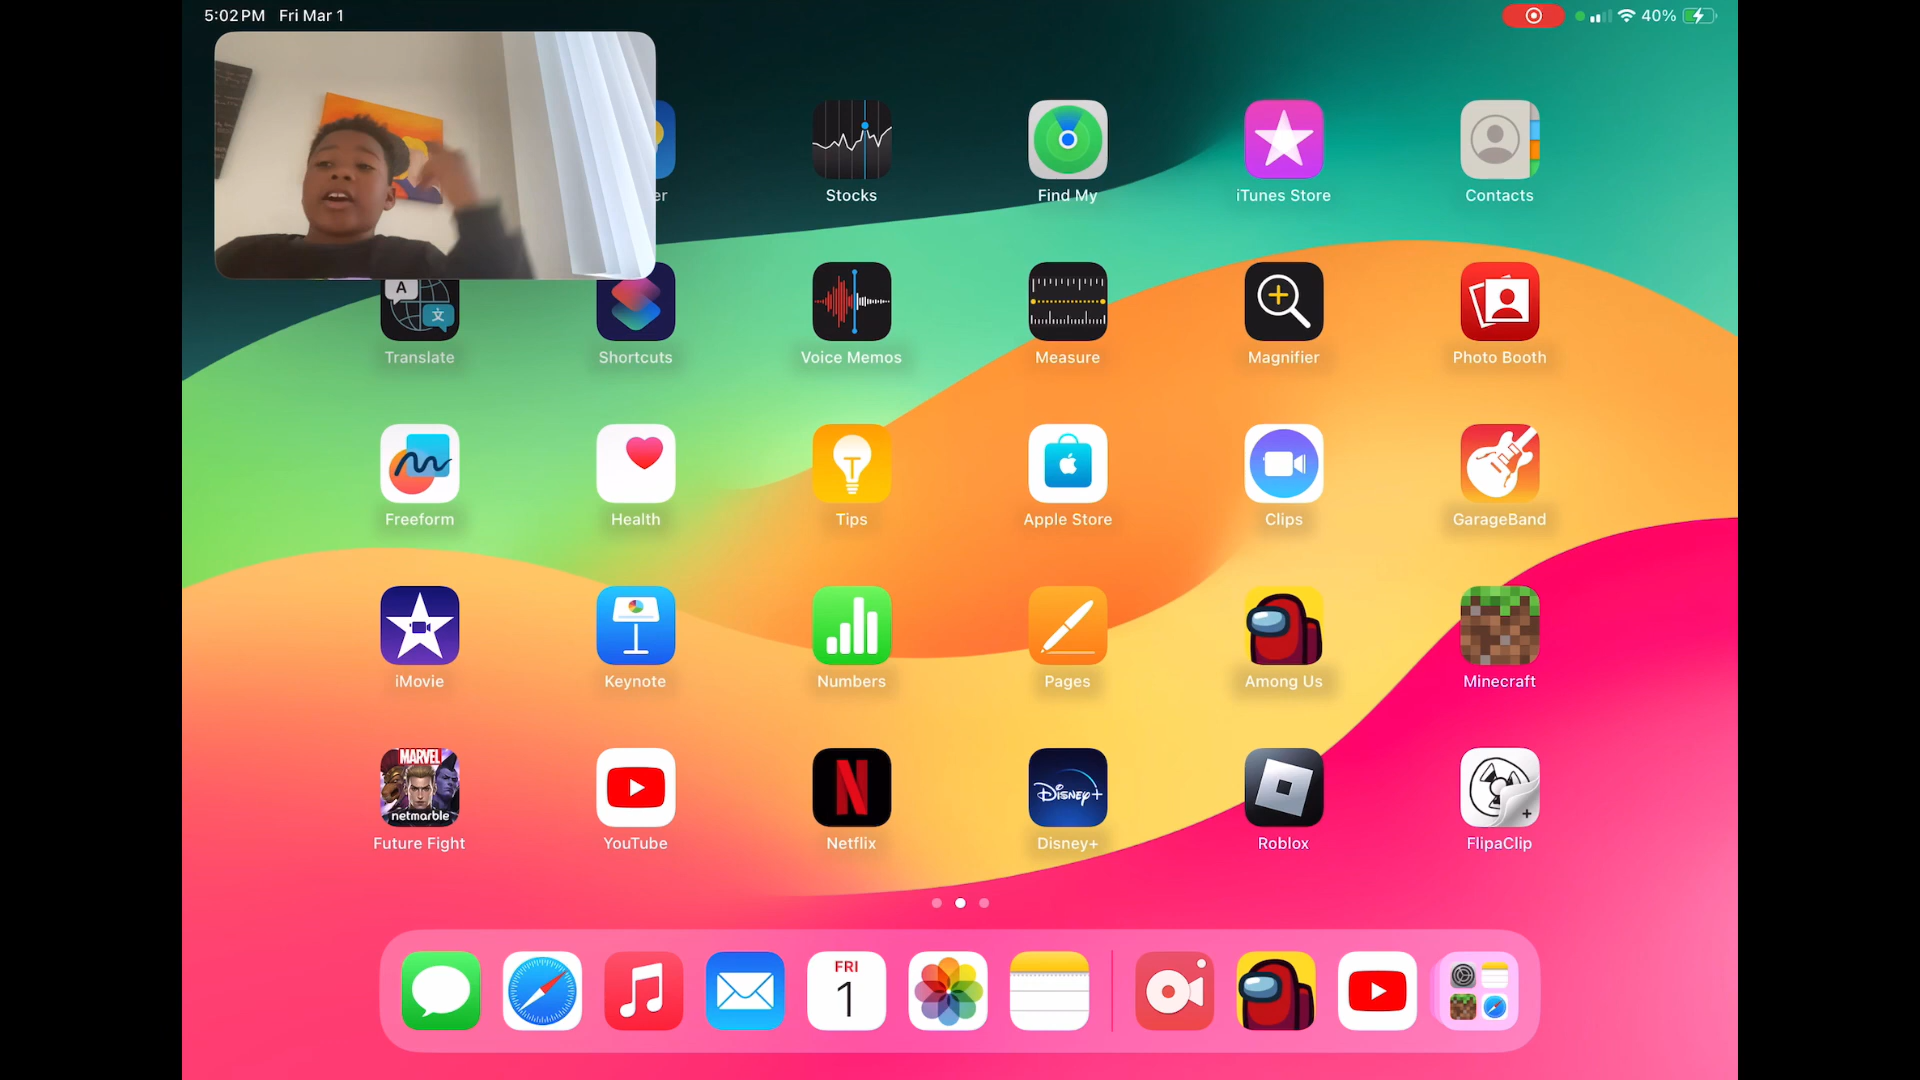 5:02 PM Fri Mar 1
40%
er
Stocks
Find My
iTunes Store
Contacts
A
文
Translate
Shortcuts
Voice Memos
Measure
Magnifier
Photo Booth
Freeform
Health
Tips
Apple Store
Clips
GarageBand
iMovie
Keynote
Numbers
Pages
Among Us
Minecraft
MARVEL
netmarble
N
Disney+
Future Fight
YouTube
Netflix
Disney+
Roblox
FlipaClip
FRI
1